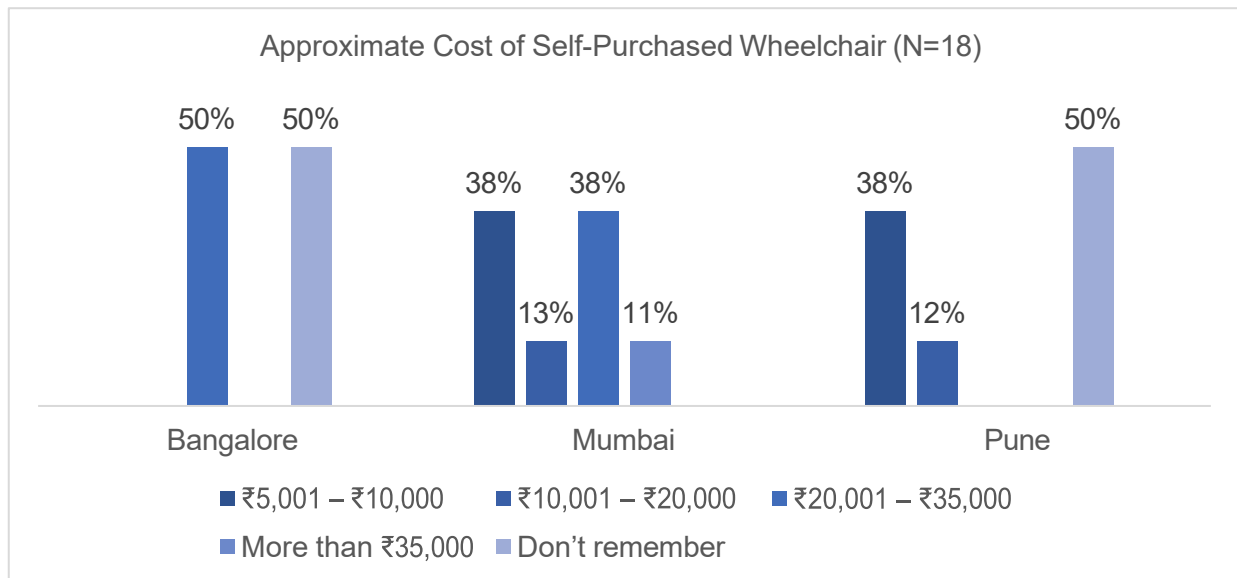 Approximate Cost of Self-Purchased Wheelchair (N=18)
50% 50% 50%
38% 38% 38%
13% 11% 12%
Bangalore Mumbai Pune
₹5,001 – ₹10,000 ₹10,001 – ₹20,000 ₹20,001 – ₹35,000
More than ₹35,000 Don’t remember